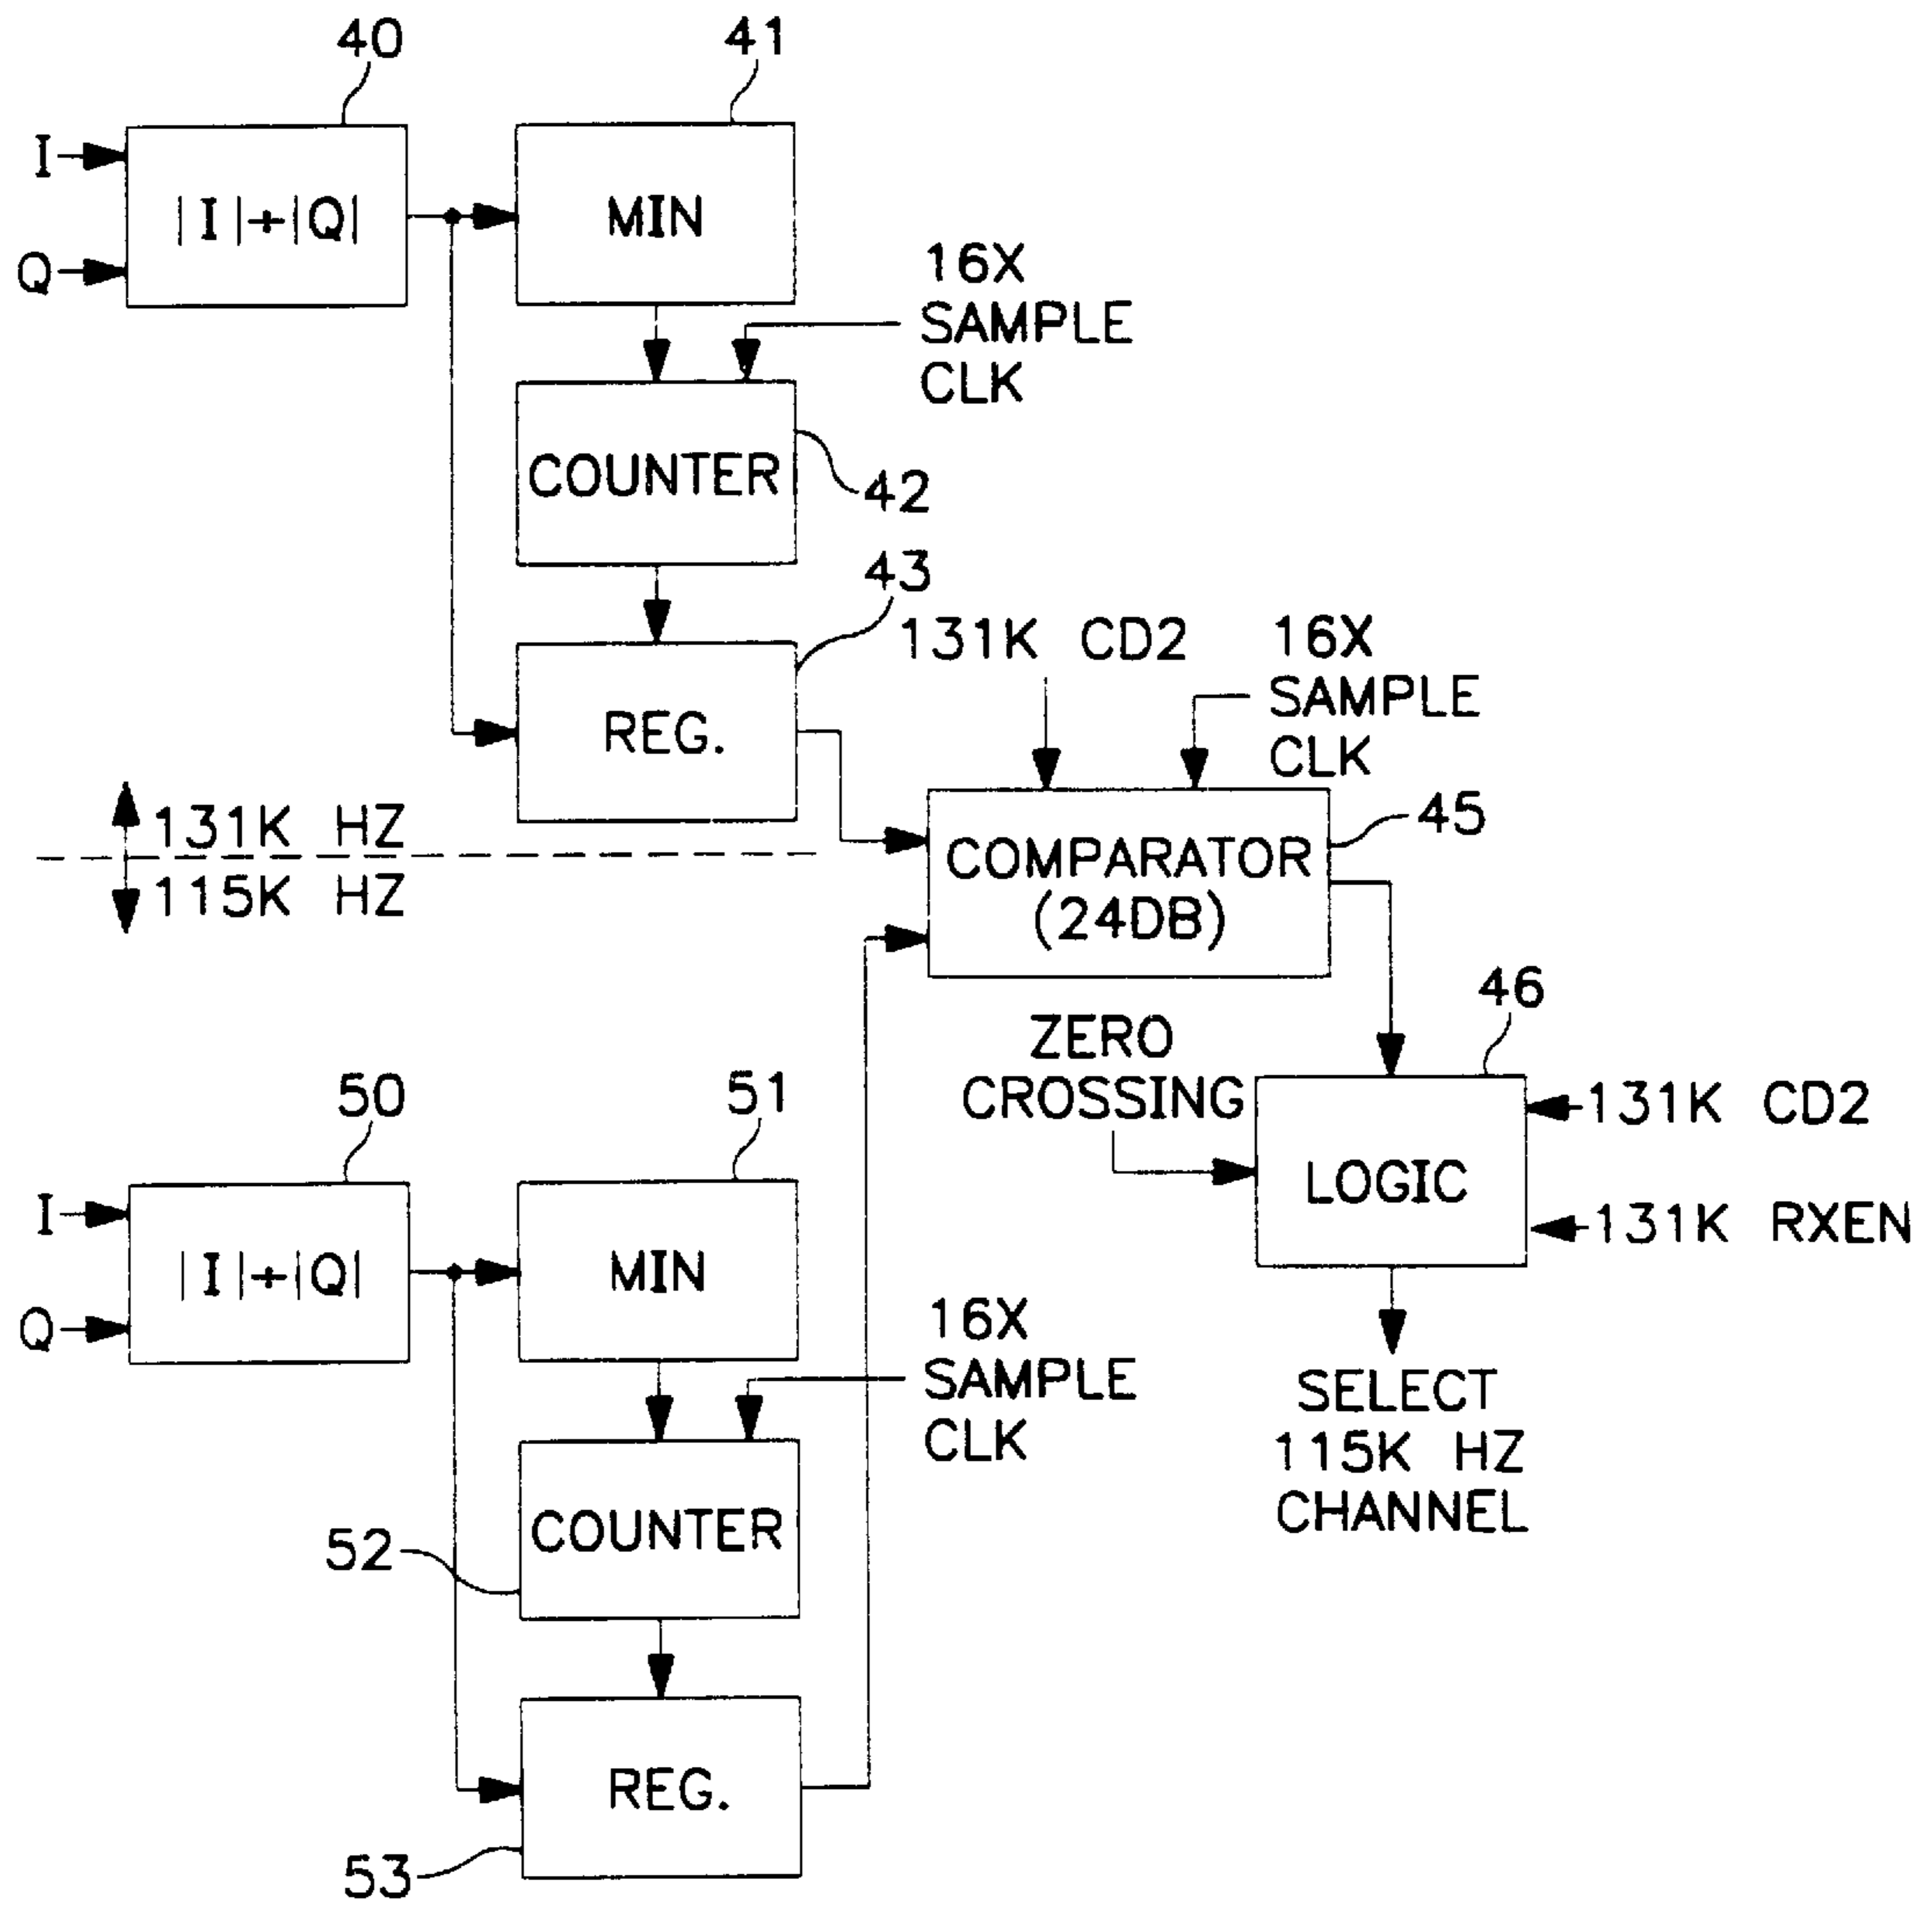 40
41
I
|I|+|Q|
MIN
Q
16X
SAMPLE
CLK
COUNTER
42
43
131K CD2
16X
SAMPLE
CLK
REG.
131K HZ
115K HZ
COMPARATOR
(24DB)
45
46
ZERO
CROSSING
131K CD2
LOGIC
131K RXEN
SELECT
115K HZ
CHANNEL
50
51
I
|I|+|Q|
MIN
Q
16X
SAMPLE
CLK
COUNTER
52
REG.
53